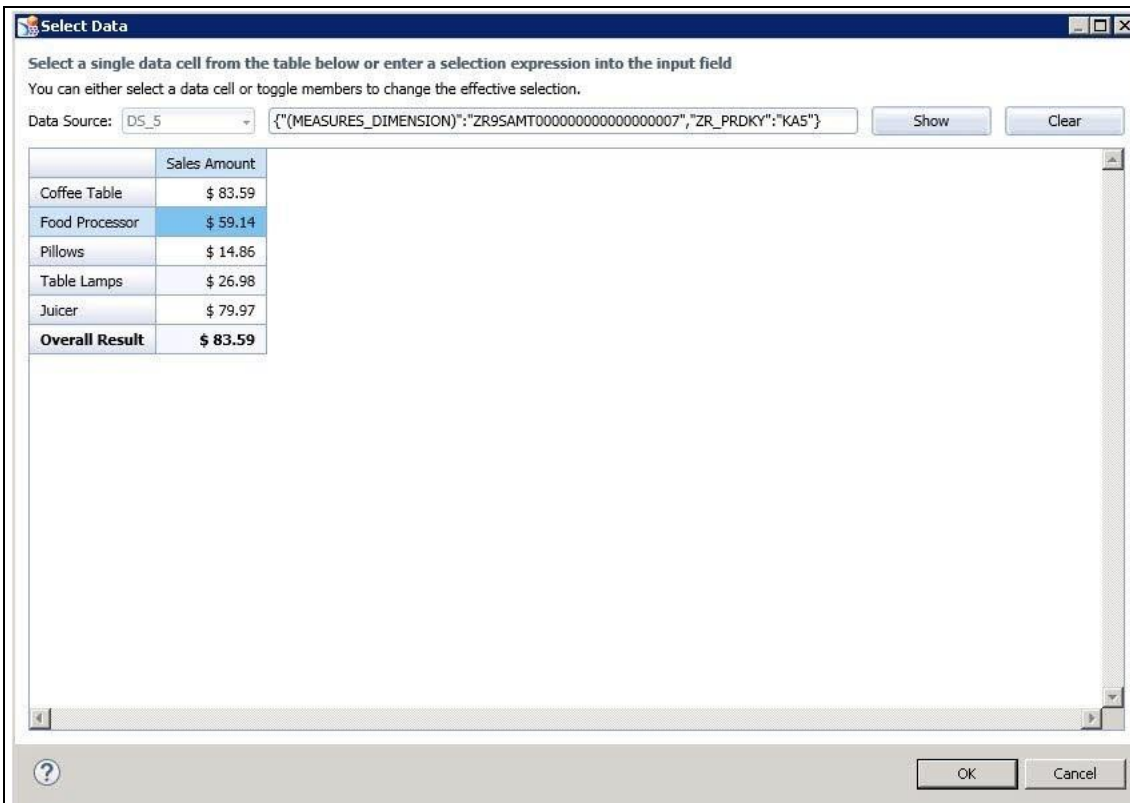 Select Data
Select a single data cell from the table below or enter a selection expression into the input field
You can either select a data cell or toggle members to change the effective selection.
Data Source: DS_5 {"(MEASURES_DIMENSION)":"ZR9SAMT000000000000000007","ZR_PRDKY":"KA5"} Show Clear
Sales Amount
Coffee Table $ 83.59
Food Processor $ 59.14
Pillows $ 14.86
Table Lamps $ 26.98
Juicer $ 79.97
Overall Result $ 83.59
? OK Cancel